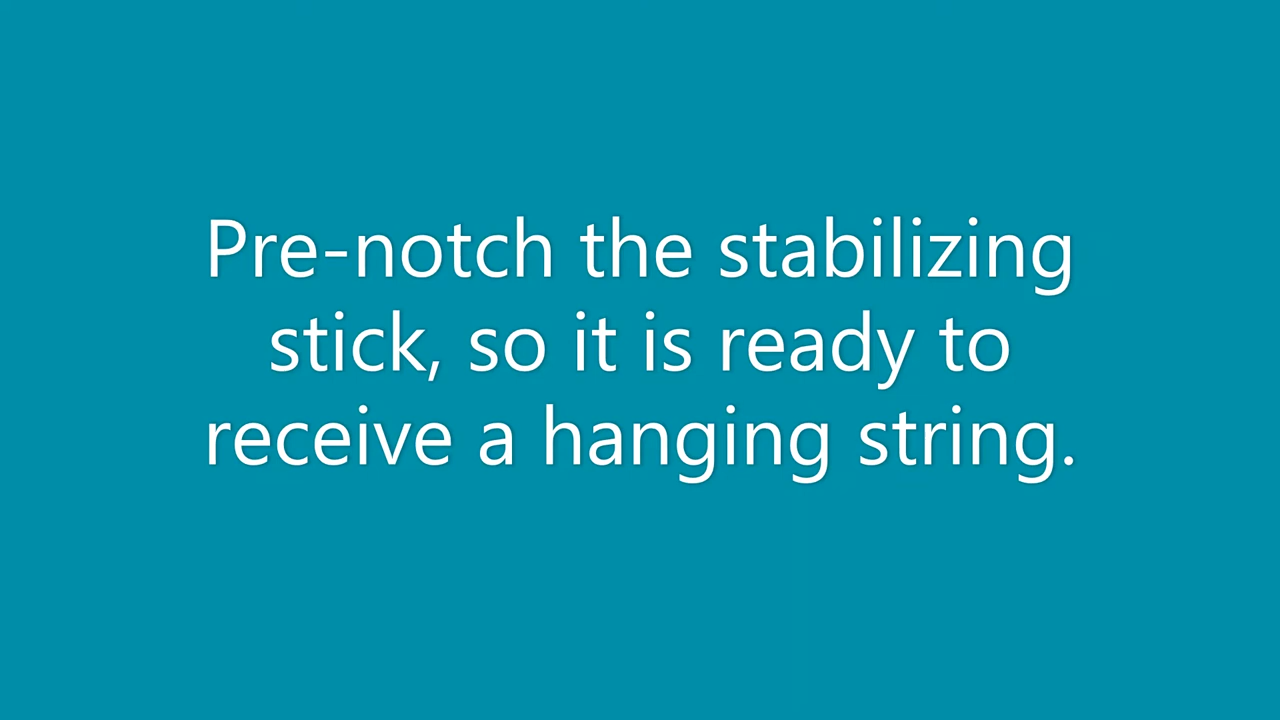 Pre-notch the stabilizing
stick, so it is ready to
receive a hanging string.